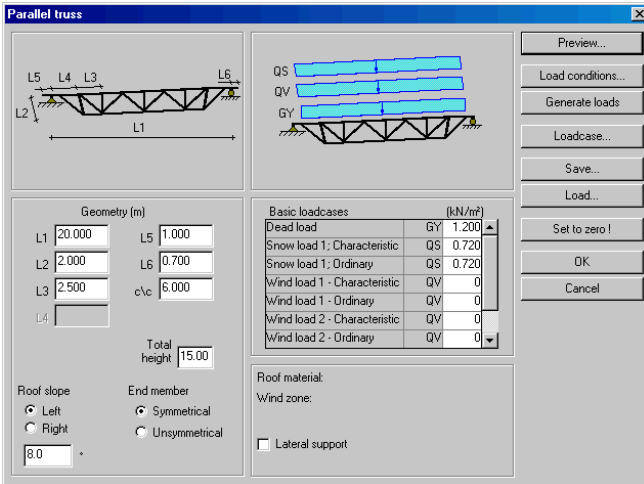 Parallel truss
L5 L4 L3 L6
L2
L1
QS
QV
GY
Preview...
Load conditions...
Generate loads
Loadcase...
Save...
Load...
Set to zero !
OK
Cancel
Geometry (m)
L1 20.000 L5 1.000
L2 2.000 L6 0.700
L3 2.500 c\c 6.000
L4
Total height 15.00
Roof slope
Left
Right
8.0 °
End member
Symmetrical
Unsymmetrical
Basic loadcases (kN/m²)
Dead load GY 1.200
Snow load 1; Characteristic QS 0.720
Snow load 1; Ordinary QS 0.720
Wind load 1 - Characteristic QV 0
Wind load 1 - Ordinary QV 0
Wind load 2 - Characteristic QV 0
Wind load 2 - Ordinary QV 0
Roof material:
Wind zone:
Lateral support